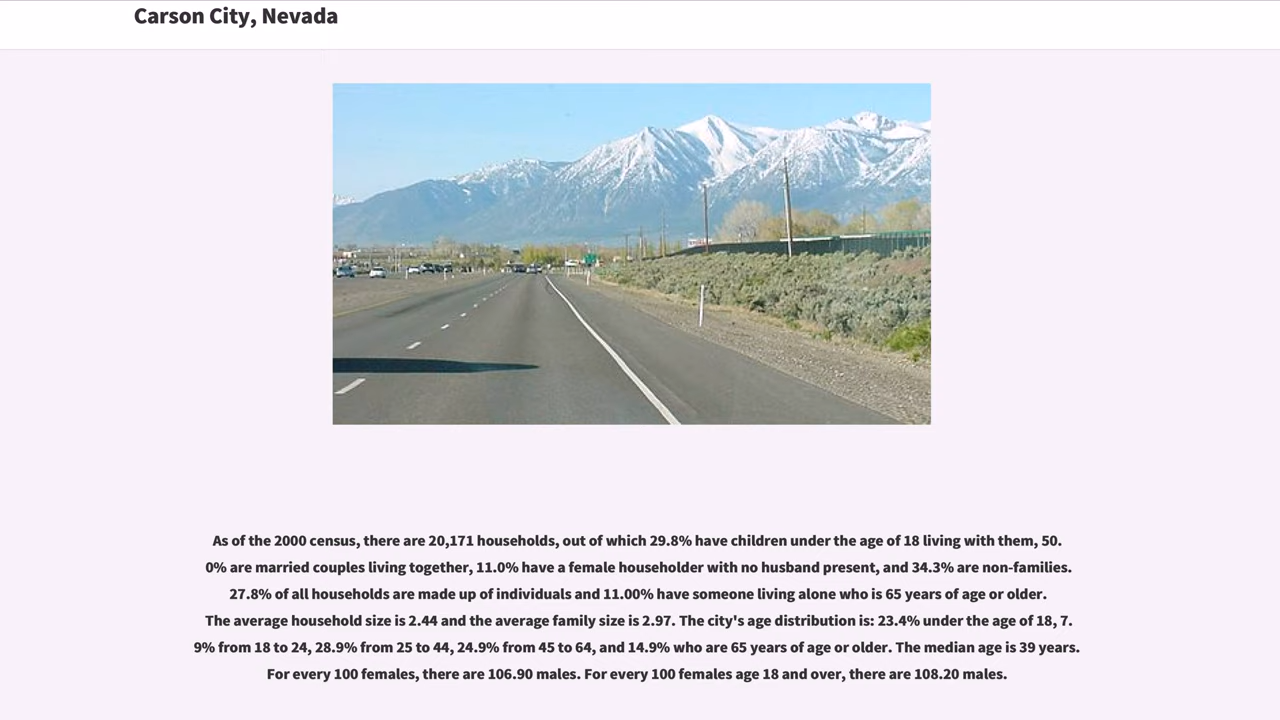 Carson City, Nevada
As of the 2000 census, there are 20,171 households, out of which 29.8% have children under the age of 18 living with them, 50.
0% are married couples living together, 11.0% have a female householder with no husband present, and 34.3% are non-families.
27.8% of all households are made up of individuals and 11.00% have someone living alone who is 65 years of age or older.
The average household size is 2.44 and the average family size is 2.97. The city's age distribution is: 23.4% under the age of 18, 7.
9% from 18 to 24, 28.9% from 25 to 44, 24.9% from 45 to 64, and 14.9% who are 65 years of age or older. The median age is 39 years.
For every 100 females, there are 106.90 males. For every 100 females age 18 and over, there are 108.20 males.